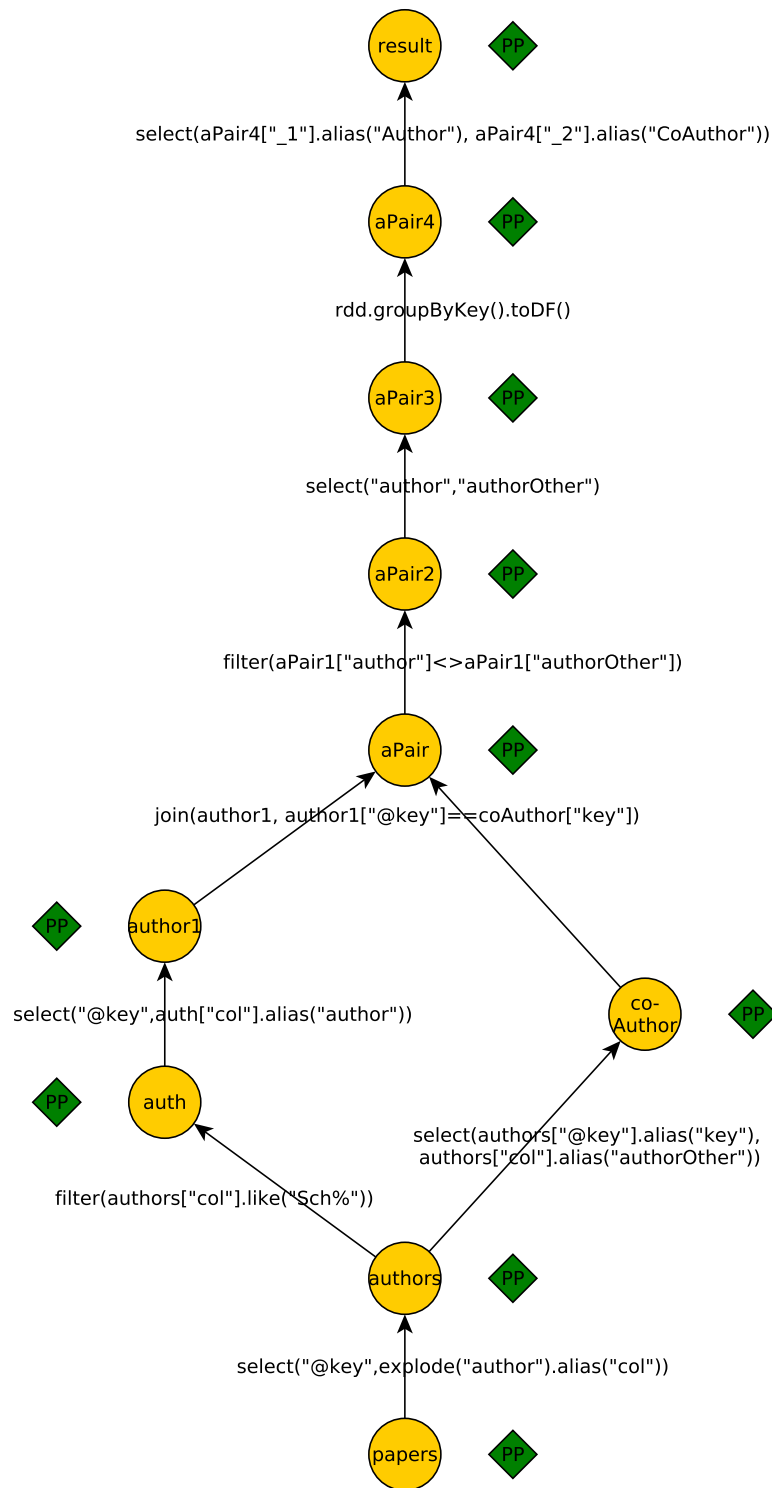 result PP
select(aPair4["_1"].alias("Author"), aPair4["_2"].alias("CoAuthor"))
aPair4 PP
rdd.groupByKey().toDF()
aPair3 PP
select("author","authorOther")
aPair2 PP
filter(aPair1["author"]<>aPair1["authorOther"])
aPair PP
join(author1, author1["@key"]==coAuthor["key"])
PP author1
select("@key",auth["col"].alias("author"))
co-
Author PP
PP auth
select(authors["@key"].alias("key"),
authors["col"].alias("authorOther"))
filter(authors["col"].like("Sch%"))
authors PP
select("@key",explode("author").alias("col"))
papers PP